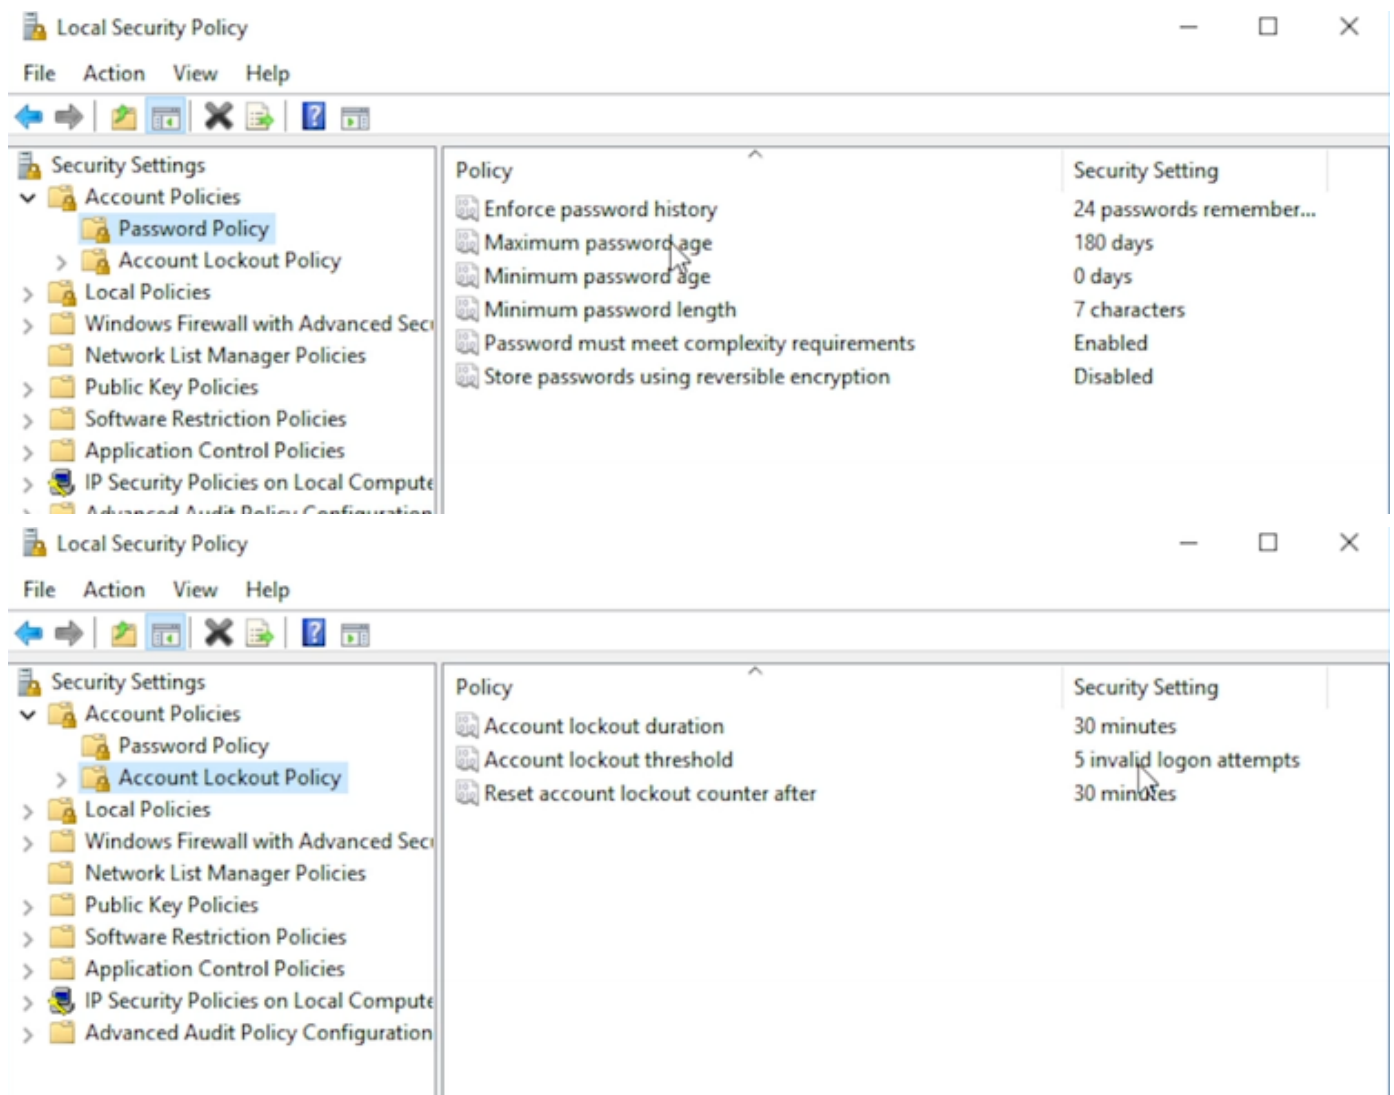 Local Security Policy
File Action View Help
Security Settings
Account Policies
Password Policy
Account Lockout Policy
Local Policies
Windows Firewall with Advanced Secu
Network List Manager Policies
Public Key Policies
Software Restriction Policies
Application Control Policies
IP Security Policies on Local Compute
Advanced Audit Policy Configuration
Policy Security Setting
Enforce password history 24 passwords remember...
Maximum password age 180 days
Minimum password age 0 days
Minimum password length 7 characters
Password must meet complexity requirements Enabled
Store passwords using reversible encryption Disabled
Local Security Policy
File Action View Help
Security Settings
Account Policies
Password Policy
Account Lockout Policy
Local Policies
Windows Firewall with Advanced Secu
Network List Manager Policies
Public Key Policies
Software Restriction Policies
Application Control Policies
IP Security Policies on Local Compute
Advanced Audit Policy Configuration
Policy Security Setting
Account lockout duration 30 minutes
Account lockout threshold 5 invalid logon attempts
Reset account lockout counter after 30 minutes